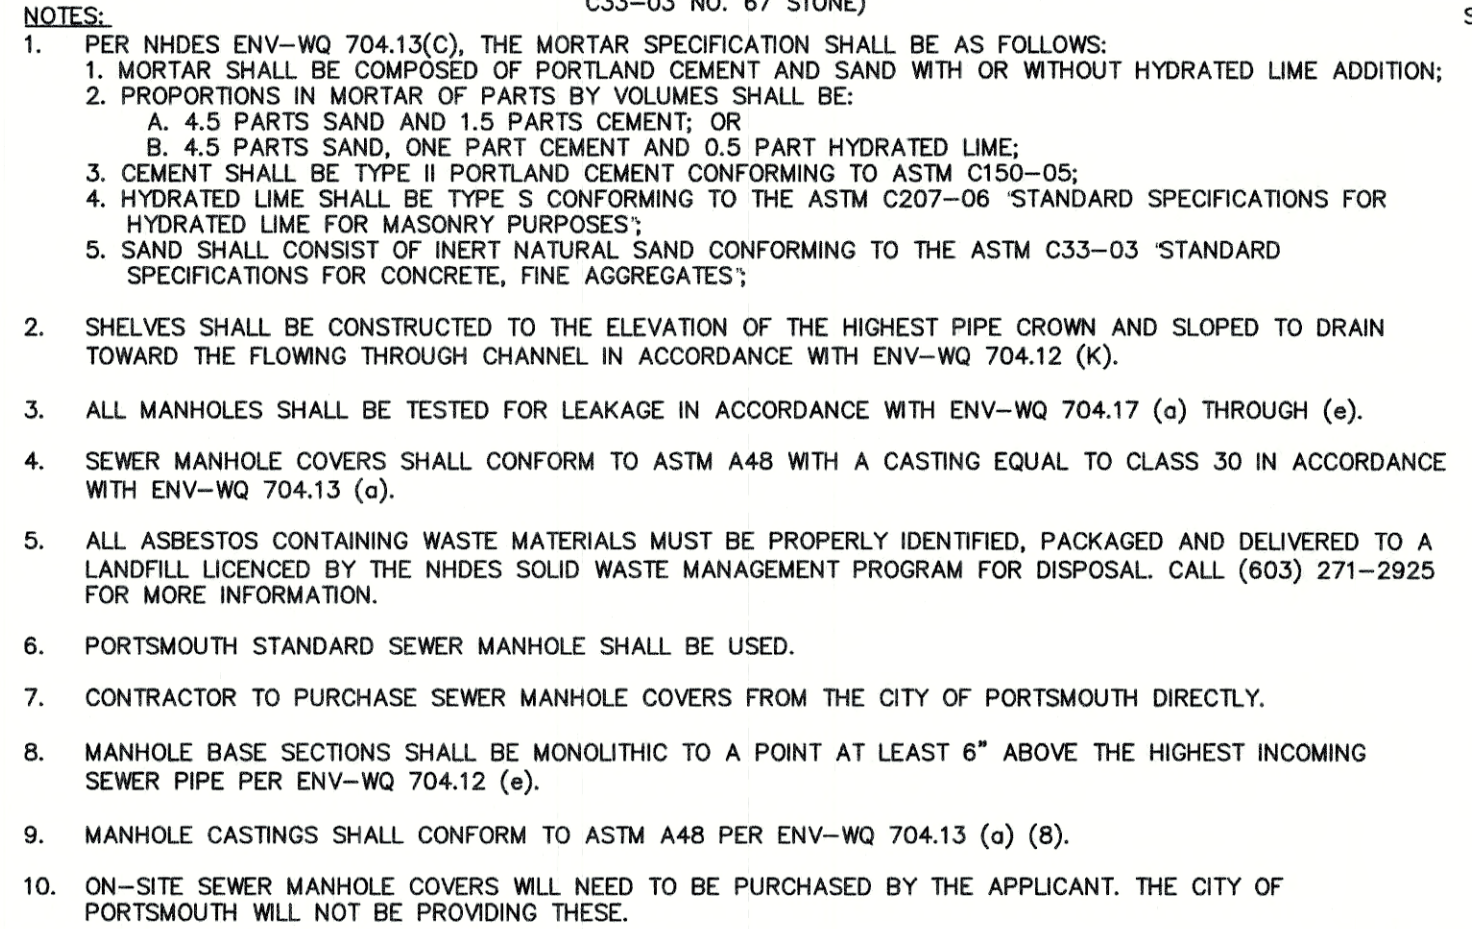 C33–03 NO. 67 STONE)
NOTES:
1. PER NHDES ENV–WQ 704.13(C), THE MORTAR SPECIFICATION SHALL BE AS FOLLOWS:
1. MORTAR SHALL BE COMPOSED OF PORTLAND CEMENT AND SAND WITH OR WITHOUT HYDRATED LIME ADDITION;
2. PROPORTIONS IN MORTAR OF PARTS BY VOLUMES SHALL BE:
A. 4.5 PARTS SAND AND 1.5 PARTS CEMENT; OR
B. 4.5 PARTS SAND, ONE PART CEMENT AND 0.5 PART HYDRATED LIME;
3. CEMENT SHALL BE TYPE II PORTLAND CEMENT CONFORMING TO ASTM C150–05;
4. HYDRATED LIME SHALL BE TYPE S CONFORMING TO THE ASTM C207–06 "STANDARD SPECIFICATIONS FOR
HYDRATED LIME FOR MASONRY PURPOSES";
5. SAND SHALL CONSIST OF INERT NATURAL SAND CONFORMING TO THE ASTM C33–03 "STANDARD
SPECIFICATIONS FOR CONCRETE, FINE AGGREGATES";
2. SHELVES SHALL BE CONSTRUCTED TO THE ELEVATION OF THE HIGHEST PIPE CROWN AND SLOPED TO DRAIN
TOWARD THE FLOWING THROUGH CHANNEL IN ACCORDANCE WITH ENV–WQ 704.12 (K).
3. ALL MANHOLES SHALL BE TESTED FOR LEAKAGE IN ACCORDANCE WITH ENV–WQ 704.17 (a) THROUGH (e).
4. SEWER MANHOLE COVERS SHALL CONFORM TO ASTM A48 WITH A CASTING EQUAL TO CLASS 30 IN ACCORDANCE
WITH ENV–WQ 704.13 (a).
5. ALL ASBESTOS CONTAINING WASTE MATERIALS MUST BE PROPERLY IDENTIFIED, PACKAGED AND DELIVERED TO A
LANDFILL LICENCED BY THE NHDES SOLID WASTE MANAGEMENT PROGRAM FOR DISPOSAL. CALL (603) 271–2925
FOR MORE INFORMATION.
6. PORTSMOUTH STANDARD SEWER MANHOLE SHALL BE USED.
7. CONTRACTOR TO PURCHASE SEWER MANHOLE COVERS FROM THE CITY OF PORTSMOUTH DIRECTLY.
8. MANHOLE BASE SECTIONS SHALL BE MONOLITHIC TO A POINT AT LEAST 6" ABOVE THE HIGHEST INCOMING
SEWER PIPE PER ENV–WQ 704.12 (e).
9. MANHOLE CASTINGS SHALL CONFORM TO ASTM A48 PER ENV–WQ 704.13 (a) (8).
10. ON–SITE SEWER MANHOLE COVERS WILL NEED TO BE PURCHASED BY THE APPLICANT. THE CITY OF
PORTSMOUTH WILL NOT BE PROVIDING THESE.